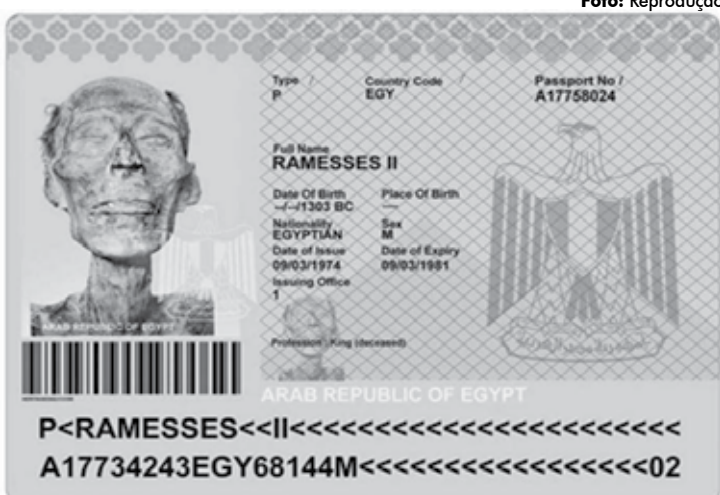 Foto: Reprodução
Type / Country Code / Passport No /
P EGY A17758024
Full Name
RAMESSES II
Date Of Birth Place Of Birth
--/--/1303 BC —
Nationality Sex
EGYPTIAN M
Date of Issue Date of Expiry
09/03/1974 09/03/1981
Issuing Office
1
Profession : King (deceased)
ARAB REPUBLIC OF EGYPT
ARAB REPUBLIC OF EGYPT
P<RAMESSES<<II<<<<<<<<<<<<<<<<<<<<<<<<
A17734243EGY68144M<<<<<<<<<<<<<<<<<<02